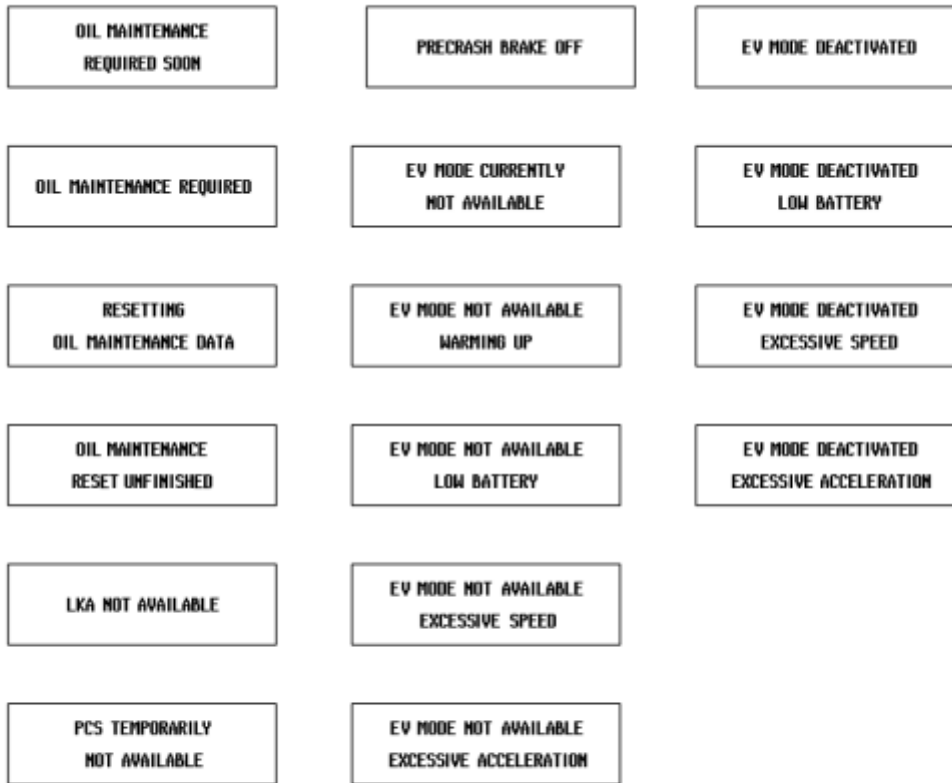 OIL MAINTENANCE
REQUIRED SOON
OIL MAINTENANCE REQUIRED
RESETTING
OIL MAINTENANCE DATA
OIL MAINTENANCE
RESET UNFINISHED
LKA NOT AVAILABLE
PCS TEMPORARILY
NOT AVAILABLE
PRECRASH BRAKE OFF
EV MODE CURRENTLY
NOT AVAILABLE
EV MODE NOT AVAILABLE
WARMING UP
EV MODE NOT AVAILABLE
LOW BATTERY
EV MODE NOT AVAILABLE
EXCESSIVE SPEED
EV MODE NOT AVAILABLE
EXCESSIVE ACCELERATION
EV MODE DEACTIVATED
EV MODE DEACTIVATED
LOW BATTERY
EV MODE DEACTIVATED
EXCESSIVE SPEED
EV MODE DEACTIVATED
EXCESSIVE ACCELERATION